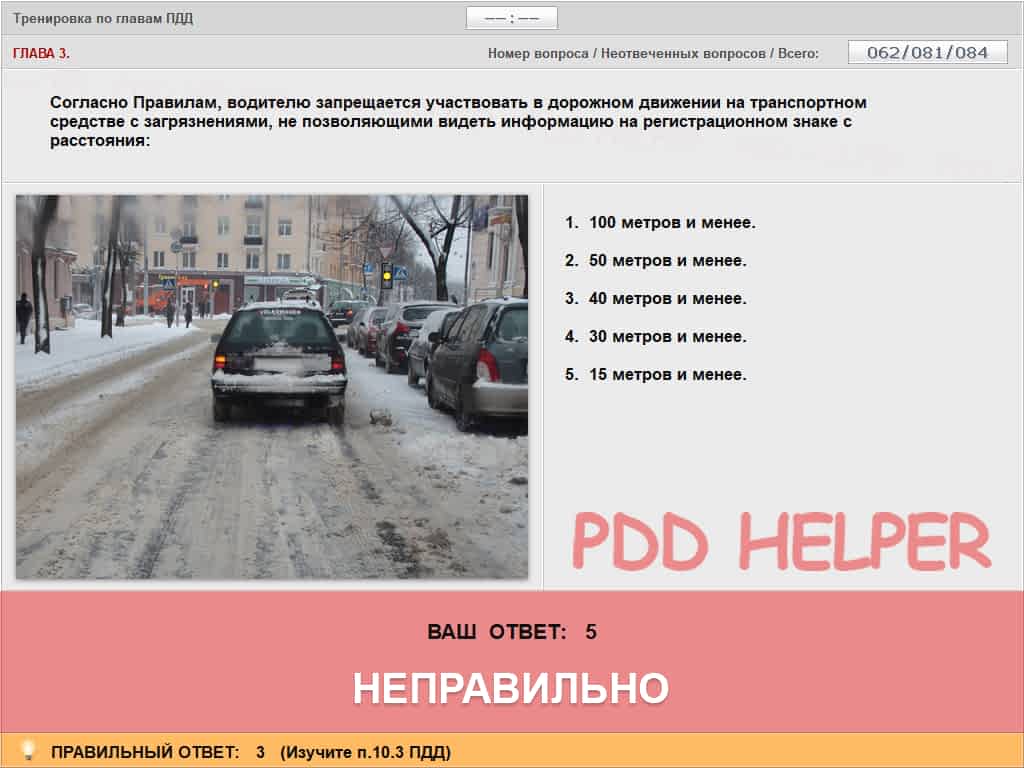 Тренировка по главам ПДД
−− : −−
ГЛАВА 3.
Номер вопроса / Неотвеченных вопросов / Всего:
062/081/084
Согласно Правилам, водителю запрещается участвовать в дорожном движении на транспортном
средстве с загрязнениями, не позволяющими видеть информацию на регистрационном знаке с
расстояния:
VOLKSWAGEN
1. 100 метров и менее.
2. 50 метров и менее.
3. 40 метров и менее.
4. 30 метров и менее.
5. 15 метров и менее.
PDD HELPER
ВАШ ОТВЕТ: 5
НЕПРАВИЛЬНО
ПРАВИЛЬНЫЙ ОТВЕТ: 3 (Изучите п.10.3 ПДД)